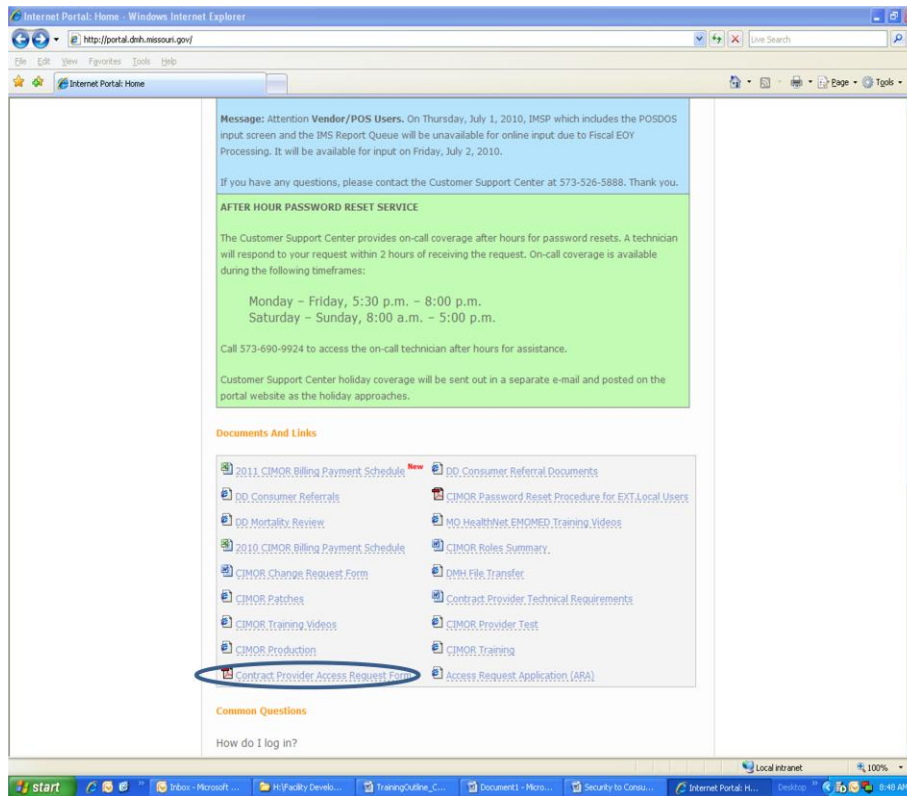 Internet Portal: Home - Windows Internet Explorer
http://portal.dmh.missouri.gov/
Live Search
File Edit View Favorites Tools Help
Internet Portal: Home
Page Tools
Message: Attention Vendor/POS Users. On Thursday, July 1, 2010, IMSP which includes the POSDOS
input screen and the IMS Report Queue will be unavailable for online input due to Fiscal EOY
Processing. It will be available for input on Friday, July 2, 2010.
If you have any questions, please contact the Customer Support Center at 573-526-5888. Thank you.
AFTER HOUR PASSWORD RESET SERVICE
The Customer Support Center provides on-call coverage after hours for password resets. A technician
will respond to your request within 2 hours of receiving the request. On-call coverage is available
during the following timeframes:
Monday – Friday, 5:30 p.m. – 8:00 p.m.
Saturday – Sunday, 8:00 a.m. – 5:00 p.m.
Call 573-690-9924 to access the on-call technician after hours for assistance.
Customer Support Center holiday coverage will be sent out in a separate e-mail and posted on the
portal website as the holiday approaches.
Documents And Links
2011 CIMOR Billing Payment Schedule New DD Consumer Referral Documents
DD Consumer Referrals CIMOR Password Reset Procedure for EXT.Local Users
DD Mortality Review MO HealthNet EMOMED Training Videos
2010 CIMOR Billing Payment Schedule CIMOR Roles Summary.
CIMOR Change Request Form DMH File Transfer
CIMOR Patches Contract Provider Technical Requirements
CIMOR Training Videos CIMOR Provider Test
CIMOR Production CIMOR Training
Contract Provider Access Request Form Access Request Application (ARA)
Common Questions
How do I log in?
Local intranet 100%
start Inbox - Microsoft ... H:\Facility Develo... TrainingOutline_C... Document1 - Micro... Security to Consu... Internet Portal: H... Desktop 8:48 AM